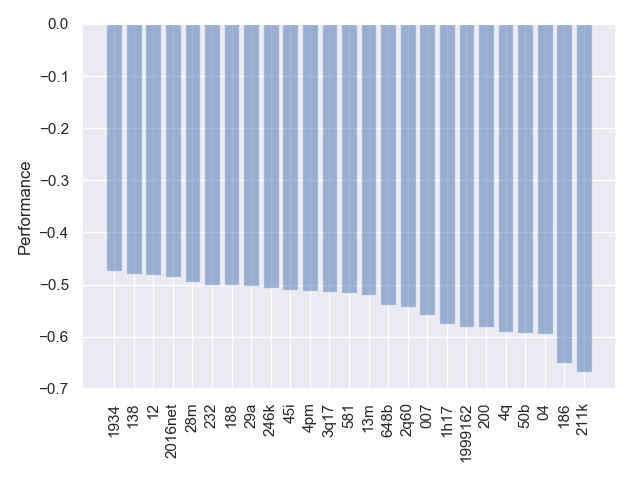 0.0
−0.1
−0.2
−0.3
−0.4
−0.5
−0.6
−0.7
Performance
1934
138
12
2016net
28m
232
188
29a
246k
45i
4pm
3q17
581
13m
648b
2q60
007
1h17
1999162
200
4q
50b
04
186
211k